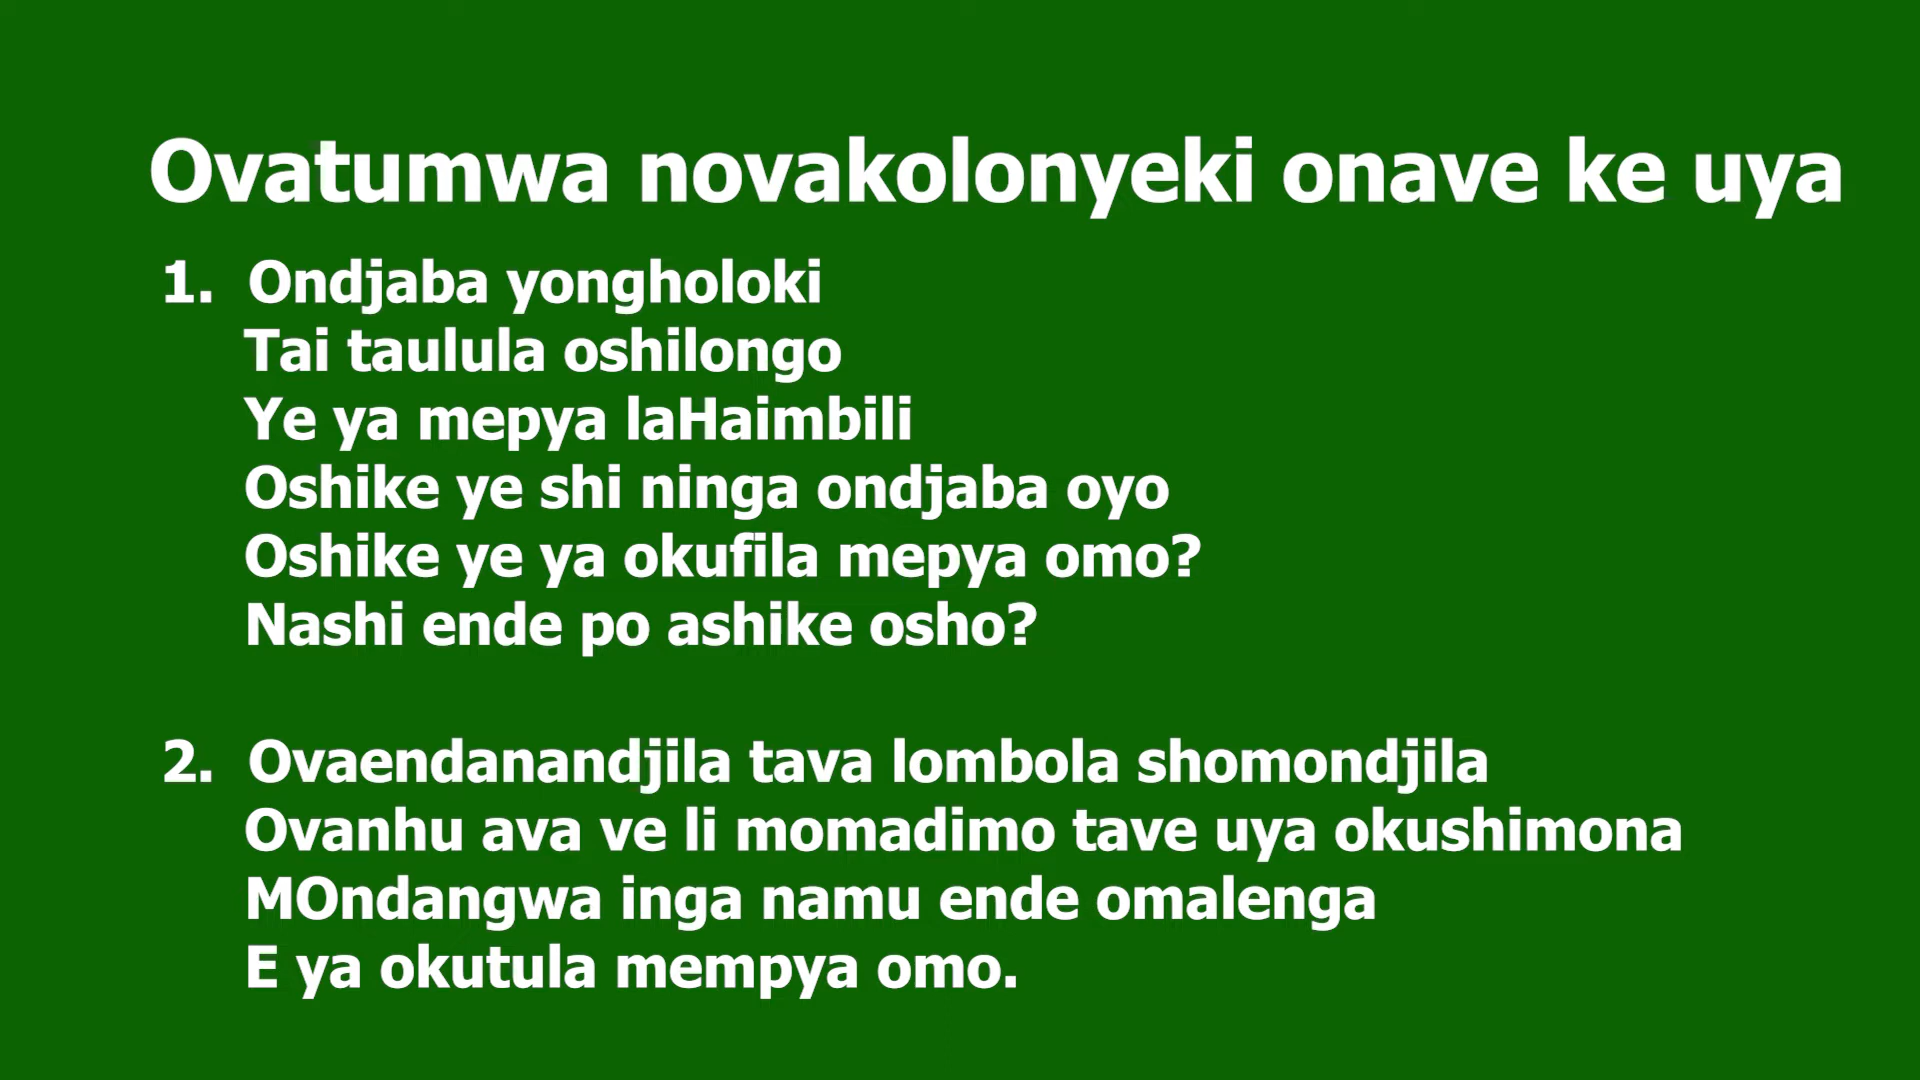 Ovatumwa novakolonyeki onave ke uya
1. Ondjaba yongholoki
Tai taulula oshilongo
Ye ya mepya laHaimbili
Oshike ye shi ninga ondjaba oyo
Oshike ye ya okufila mepya omo?
Nashi ende po ashike osho?
2. Ovaendanandjila tava lombola shomondjila
Ovanhu ava ve li momadimo tave uya okushimona
MOndangwa inga namu ende omalenga
E ya okutula mempya omo.